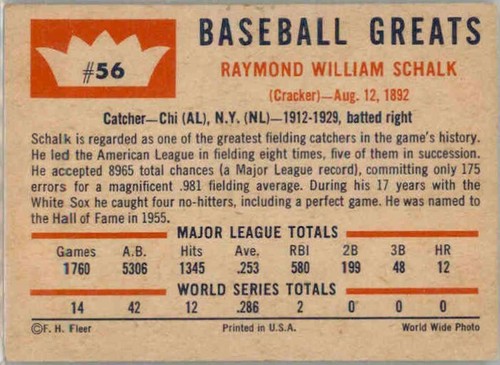 #56
BASEBALL GREATS
RAYMOND WILLIAM SCHALK
(Cracker)—Aug. 12, 1892
Catcher—Chi (AL), N.Y. (NL)—1912-1929, batted right
Schalk is regarded as one of the greatest fielding catchers in the game's history.
He led the American League in fielding eight times, five of them in succession.
He accepted 8965 total chances (a Major League record), committing only 175
errors for a magnificent .981 fielding average. During his 17 years with the
White Sox he caught four no-hitters, including a perfect game. He was named to
the Hall of Fame in 1955.
MAJOR LEAGUE TOTALS
Games A.B. Hits Ave. RBI 2B 3B HR
1760 5306 1345 .253 580 199 48 12
WORLD SERIES TOTALS
14 42 12 .286 2 0 0 0
©F. H. Fleer Printed in U.S.A. World Wide Photo